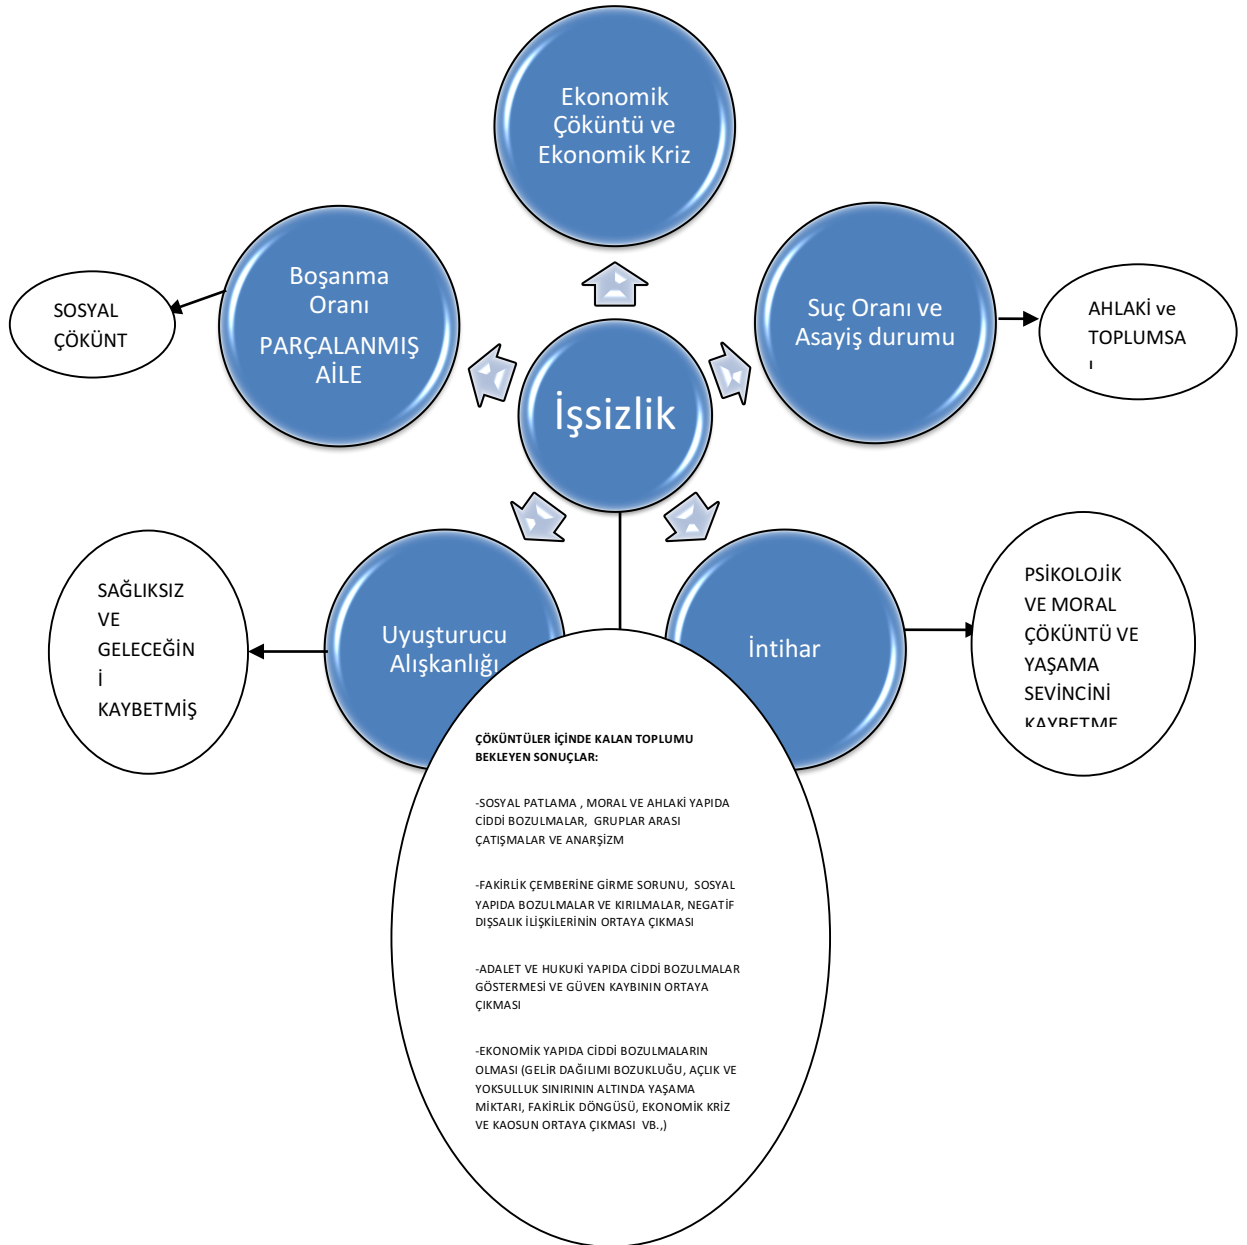 Ekonomik
Çöküntü ve
Ekonomik Kriz
Boşanma
Oranı
PARÇALANMIŞ
AİLE
Suç Oranı ve
Asayiş durumu
SOSYAL
ÇÖKÜNT
AHLAKİ ve
TOPLUMSA
İşsizlik
SAĞLIKSIZ
VE
GELECEĞİN
İ
KAYBETMİŞ
Uyuşturucu
Alışkanlığı
İntihar
PSİKOLOJİK
VE MORAL
ÇÖKÜNTÜ VE
YAŞAMA
SEVİNCİNİ
KAYBETME
ÇÖKÜNTÜLER İÇİNDE KALAN TOPLUMU
BEKLEYEN SONUÇLAR:
-SOSYAL PATLAMA , MORAL VE AHLAKİ YAPIDA
CİDDİ BOZULMALAR, GRUPLAR ARASI
ÇATIŞMALAR VE ANARŞİZM
-FAKİRLİK ÇEMBERİNE GİRME SORUNU, SOSYAL
YAPIDA BOZULMALAR VE KIRILMALAR, NEGATİF
DIŞSALIK İLİŞKİLERİNİN ORTAYA ÇIKMASI
-ADALET VE HUKUKİ YAPIDA CİDDİ BOZULMALAR
GÖSTERMESİ VE GÜVEN KAYBININ ORTAYA
ÇIKMASI
-EKONOMİK YAPIDA CİDDİ BOZULMALARIN
OLMASI (GELİR DAĞILIMI BOZUKLUĞU, AÇLIK VE
YOKSULLUK SINIRININ ALTINDA YAŞAMA
MİKTARI, FAKİRLİK DÖNGÜSÜ, EKONOMİK KRİZ
VE KAOSUN ORTAYA ÇIKMASI VB.,)